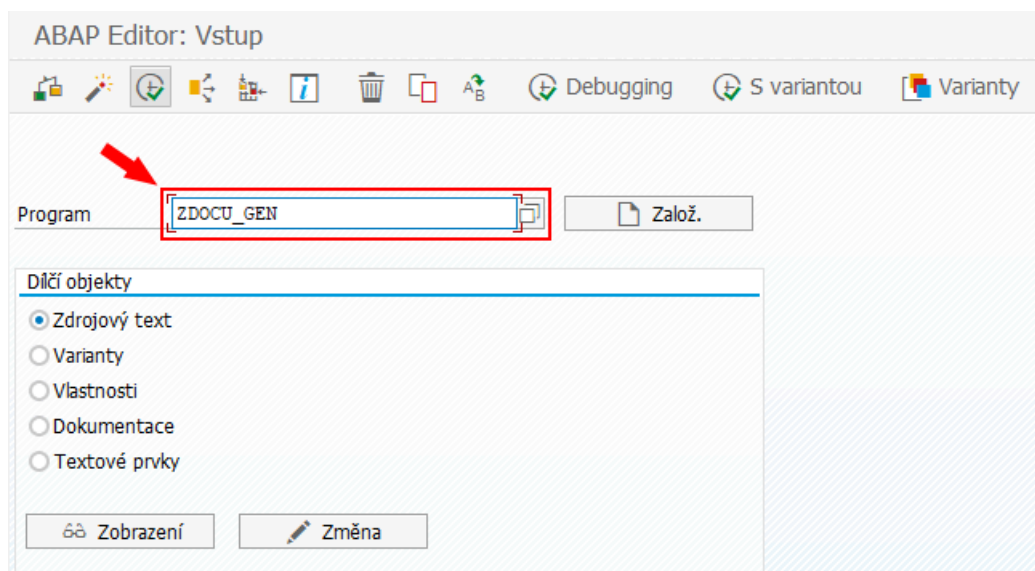 ABAP Editor: Vstup
Debugging S variantou Varianty
Program ZDOCU_GEN Založ.
Dílčí objekty
Zdrojový text
Varianty
Vlastnosti
Dokumentace
Textové prvky
Zobrazení Změna